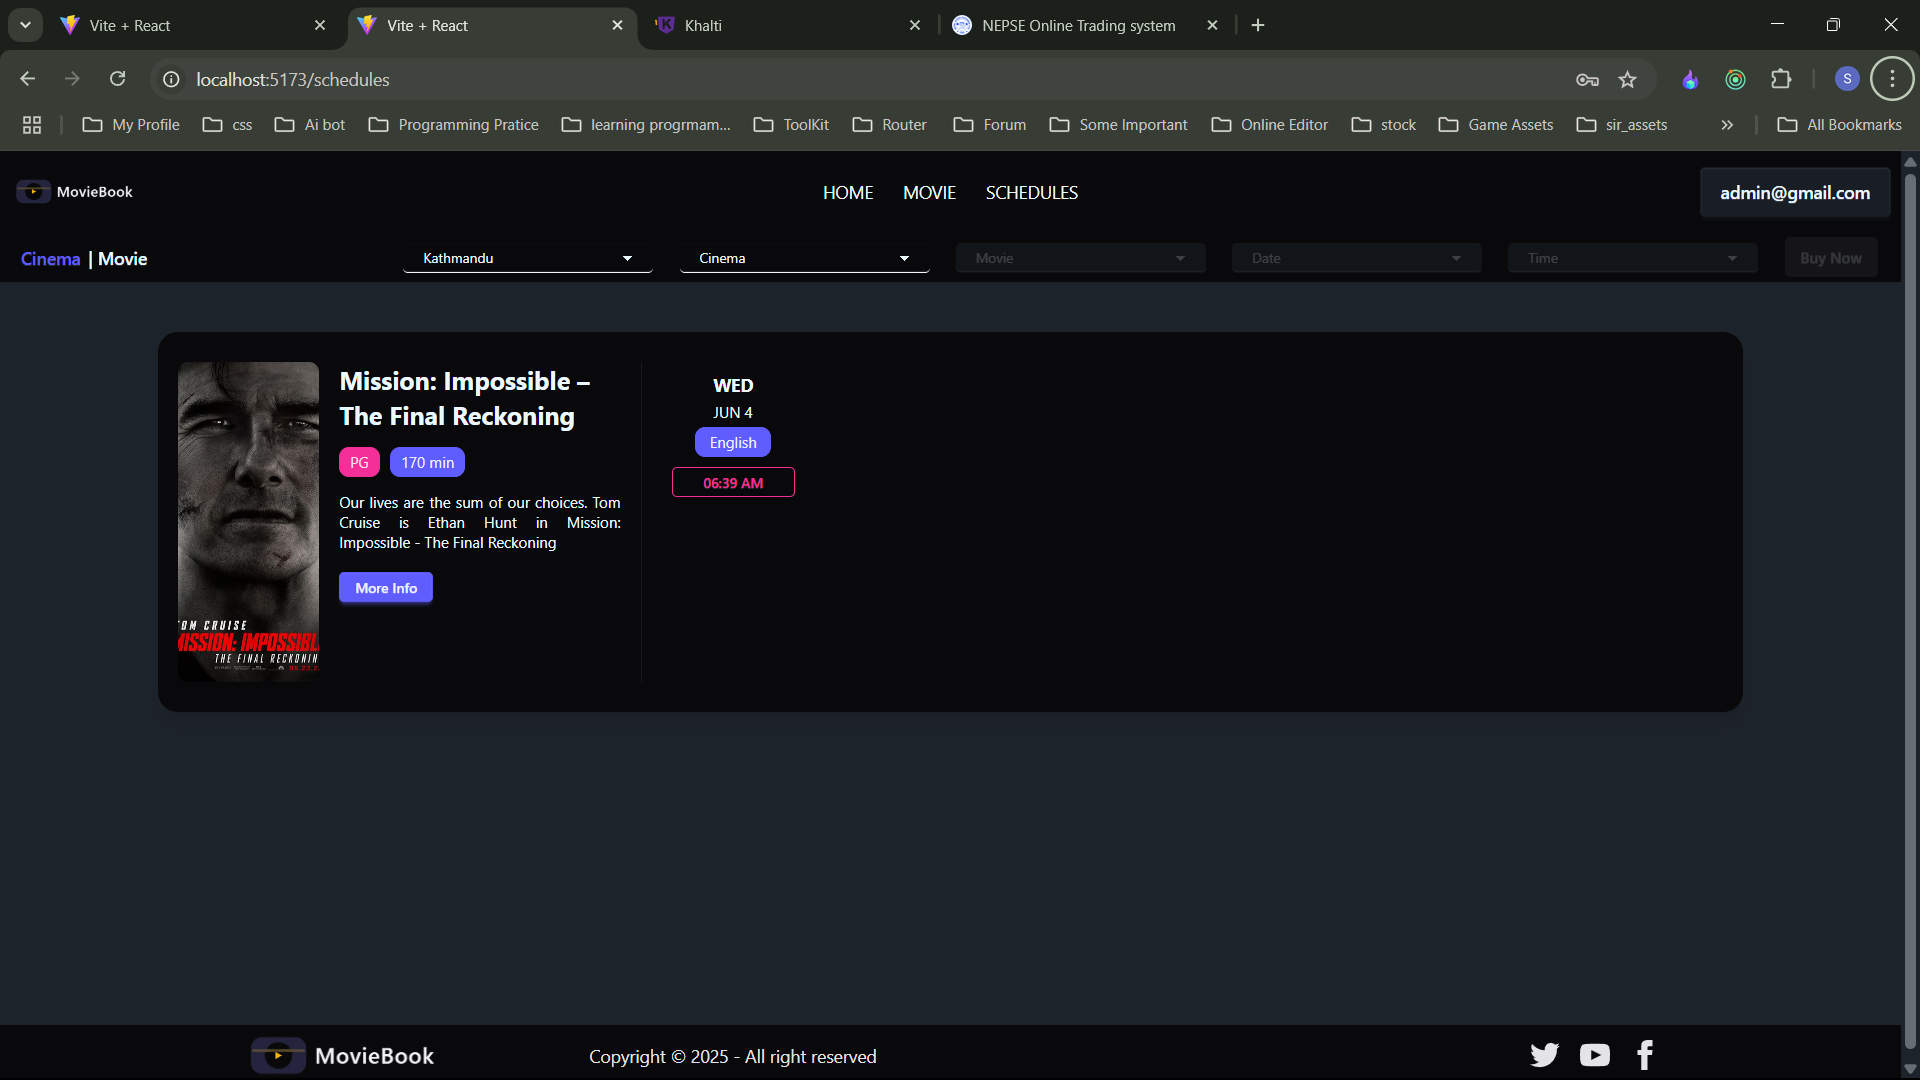 Vite + React
Vite + React
Khalti
NEPSE Online Trading system
localhost:5173/schedules
S
My Profile
css
Ai bot
Programming Pratice
learning progrmam...
ToolKit
Router
Forum
Some Important
Online Editor
stock
Game Assets
sir_assets
All Bookmarks
MovieBook
HOME
MOVIE
SCHEDULES
admin@gmail.com
Cinema | Movie
Kathmandu
Cinema
Movie
Date
Time
Buy Now
TOM CRUISE
MISSION: IMPOSSIBL
THE FINAL RECKONIN
Mission: Impossible –
The Final Reckoning
PG
170 min
Our lives are the sum of our choices. Tom
Cruise is Ethan Hunt in Mission:
Impossible - The Final Reckoning
More Info
WED
JUN 4
English
06:39 AM
MovieBook
Copyright © 2025 - All right reserved